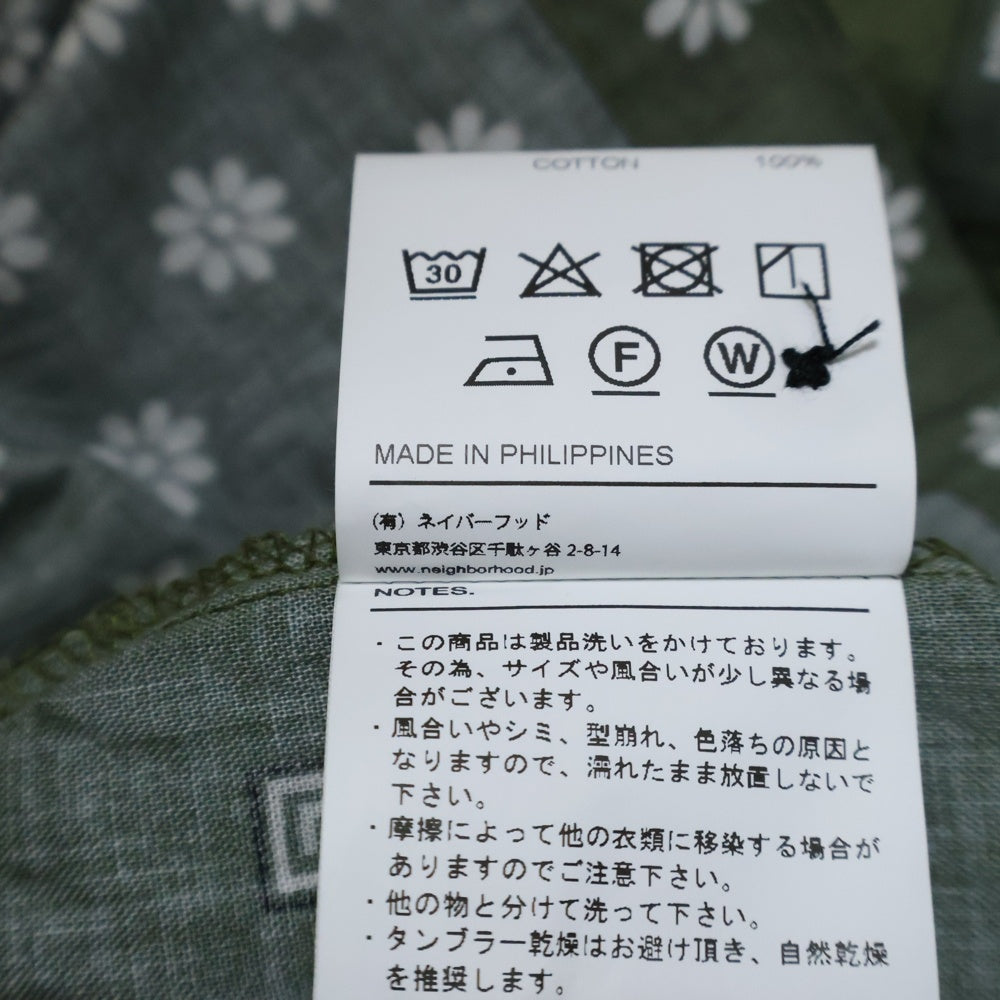 COTTON 100%
30
F W
MADE IN PHILIPPINES
(有) ネイバーフッド
東京都渋谷区千駄ヶ谷 2-8-14
www.neighborhood.jp
NOTES.
・この商品は製品洗いをかけております。
その為、サイズや風合いが少し異なる場
合がございます。
・風合いやシミ、型崩れ、色落ちの原因と
なりますので、濡れたまま放置しないで
下さい。
・摩擦によって他の衣類に移染する場合が
ありますのでご注意下さい。
・他の物と分けて洗って下さい。
・タンブラー乾燥はお避け頂き、自然乾燥
を推奨します。